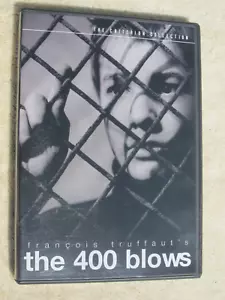 THE CRITERION COLLECTION
françois truffaut's
the 400 blows